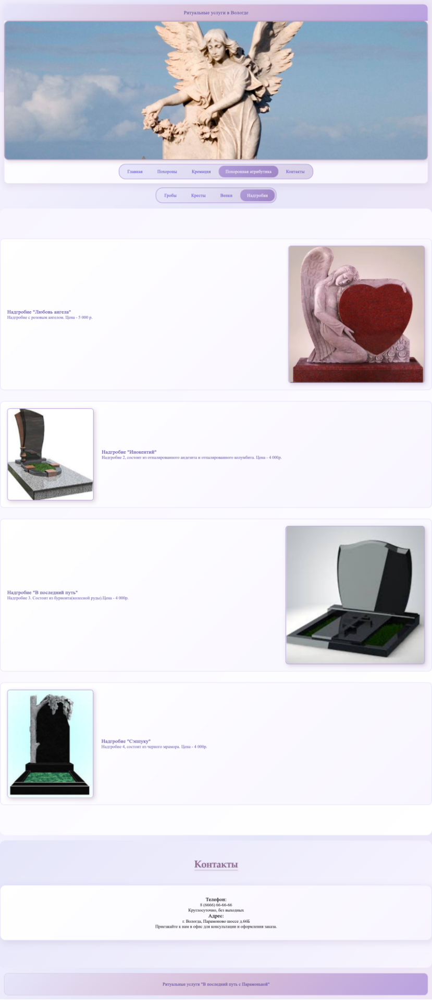 Ритуальные услуги в Вологде
Главная Похороны Кремация Похоронная атрибутика Контакты
Гробы Кресты Венки Надгробия
Надгробие "Любовь ангела"
Надгробие с розовым ангелом. Цена - 5 000 р.
Надгробие "Инокентий"
Надгробие 2, состоит из отпалированного андезита и отпалированного колумбита. Цена - 4 000р.
Надгробие "В последний путь"
Надгробие 3. Состоит из бурнонита(колесной руды).Цена - 4 000р.
Надгробие "Сэппуку"
Надгробие 4, состоит из черного мрамора. Цена - 4 000р.
Контакты
Телефон:
8 (6666) 66-66-66
Круглосуточно, без выходных
Адрес:
г. Вологда, Парамоново шоссе д.66Б
Приезжайте к нам в офис для консультации и оформления заказа.
Ритуальные услуги "В последний путь с Парамонькой"